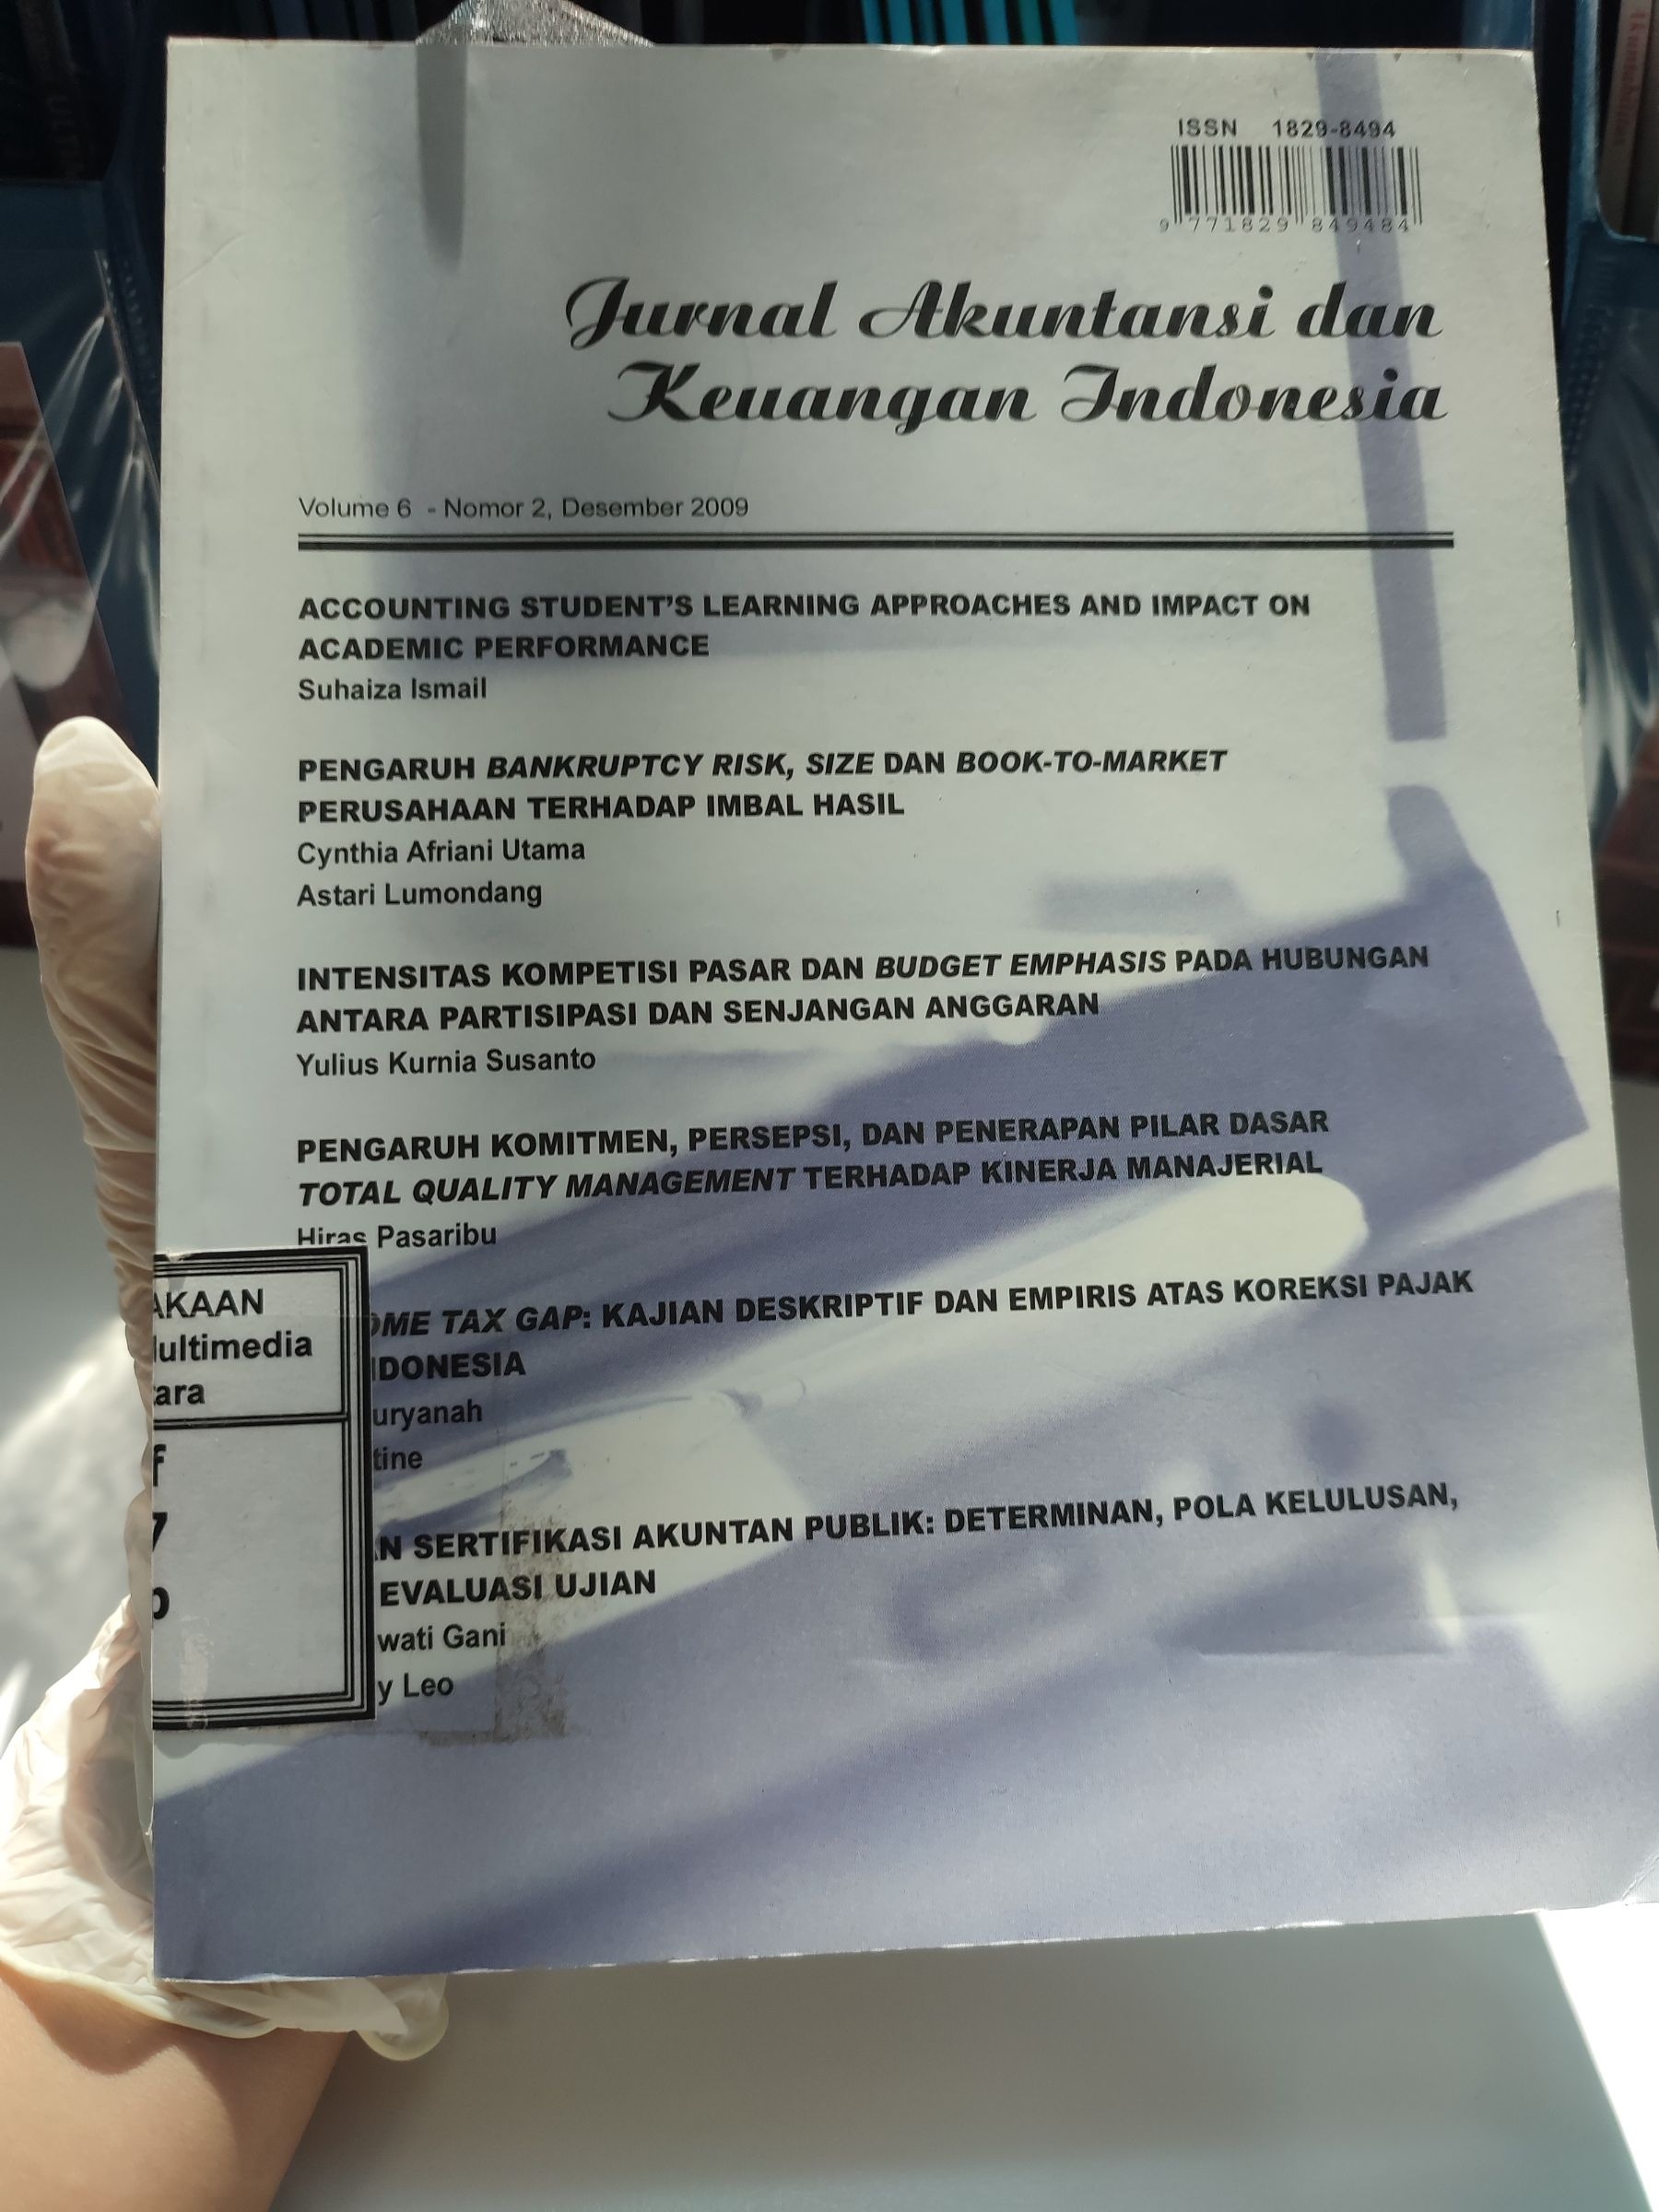 ISSN 1829-8494
9 771829 849484
Jurnal Akuntansi dan
Keuangan Indonesia
Volume 6 - Nomor 2, Desember 2009
ACCOUNTING STUDENT'S LEARNING APPROACHES AND IMPACT ON
ACADEMIC PERFORMANCE
Suhaiza Ismail
PENGARUH BANKRUPTCY RISK, SIZE DAN BOOK-TO-MARKET
PERUSAHAAN TERHADAP IMBAL HASIL
Cynthia Afriani Utama
Astari Lumondang
INTENSITAS KOMPETISI PASAR DAN BUDGET EMPHASIS PADA HUBUNGAN
ANTARA PARTISIPASI DAN SENJANGAN ANGGARAN
Yulius Kurnia Susanto
PENGARUH KOMITMEN, PERSEPSI, DAN PENERAPAN PILAR DASAR
TOTAL QUALITY MANAGEMENT TERHADAP KINERJA MANAJERIAL
Hiras Pasaribu
OME TAX GAP: KAJIAN DESKRIPTIF DAN EMPIRIS ATAS KOREKSI PAJAK
NDONESIA
uryanah
tine
N SERTIFIKASI AKUNTAN PUBLIK: DETERMINAN, POLA KELULUSAN,
EVALUASI UJIAN
wati Gani
y Leo
AKAAN
ultimedia
ara
f
7